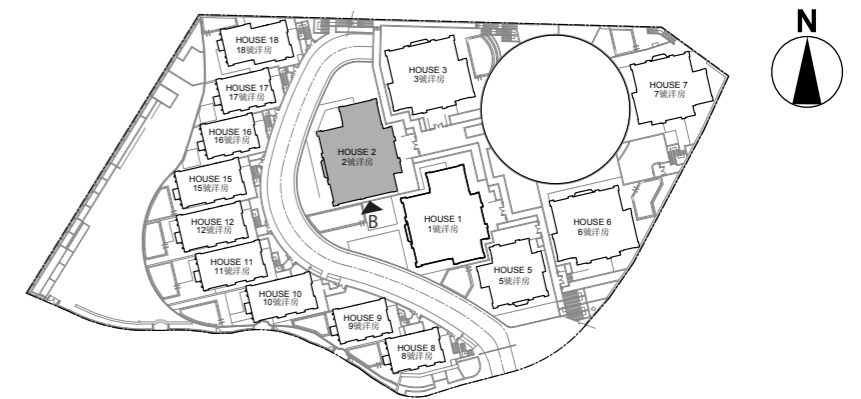 N
HOUSE 18
18號洋房
HOUSE 3
3號洋房
HOUSE 7
7號洋房
HOUSE 17
17號洋房
HOUSE 16
16號洋房
HOUSE 2
2號洋房
HOUSE 15
15號洋房
B
HOUSE 12
12號洋房
HOUSE 1
1號洋房
HOUSE 6
6號洋房
HOUSE 11
11號洋房
HOUSE 5
5號洋房
HOUSE 10
10號洋房
HOUSE 9
9號洋房
HOUSE 8
8號洋房